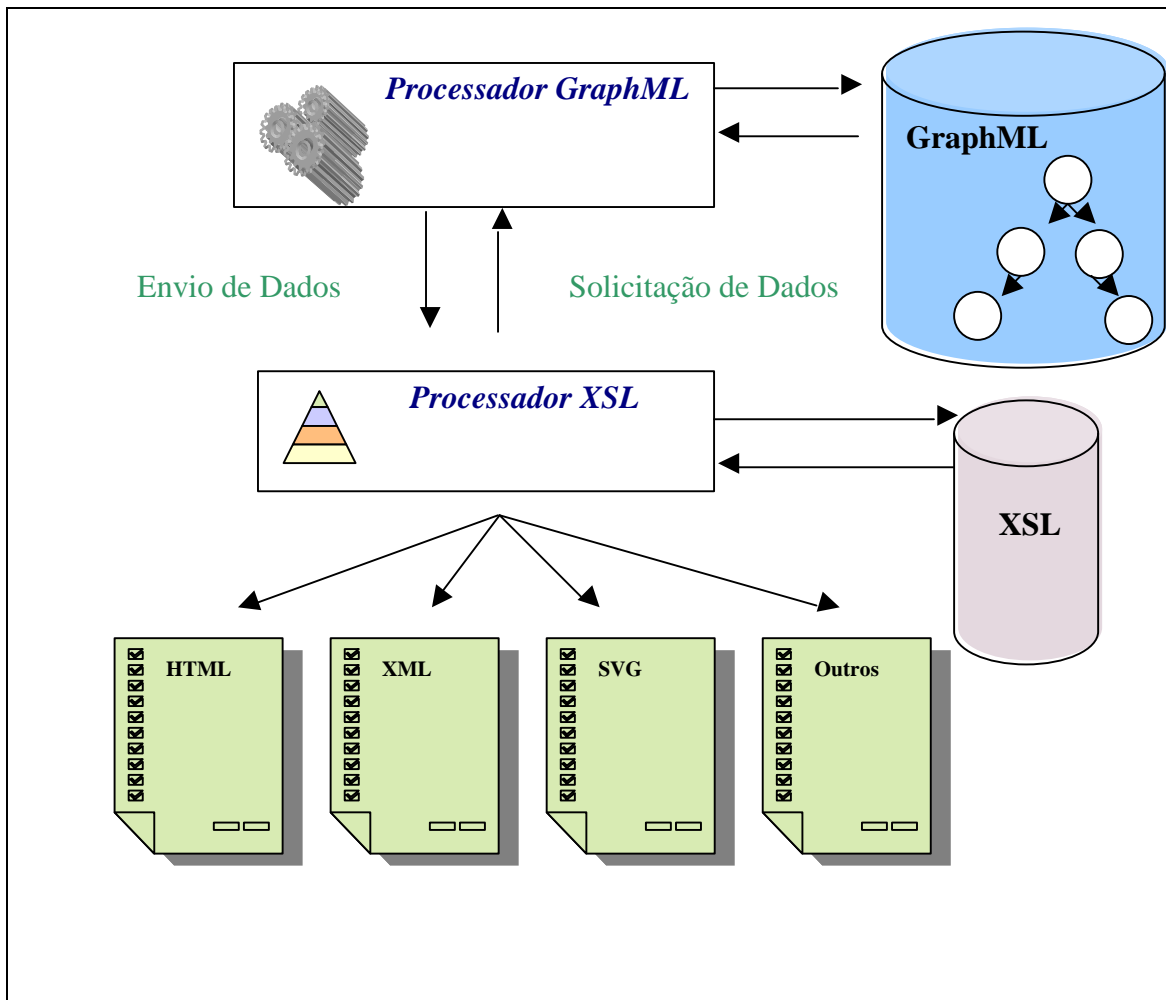 Processador GraphML
GraphML
Envio de Dados
Solicitação de Dados
Processador XSL
XSL
HTML
XML
SVG
Outros